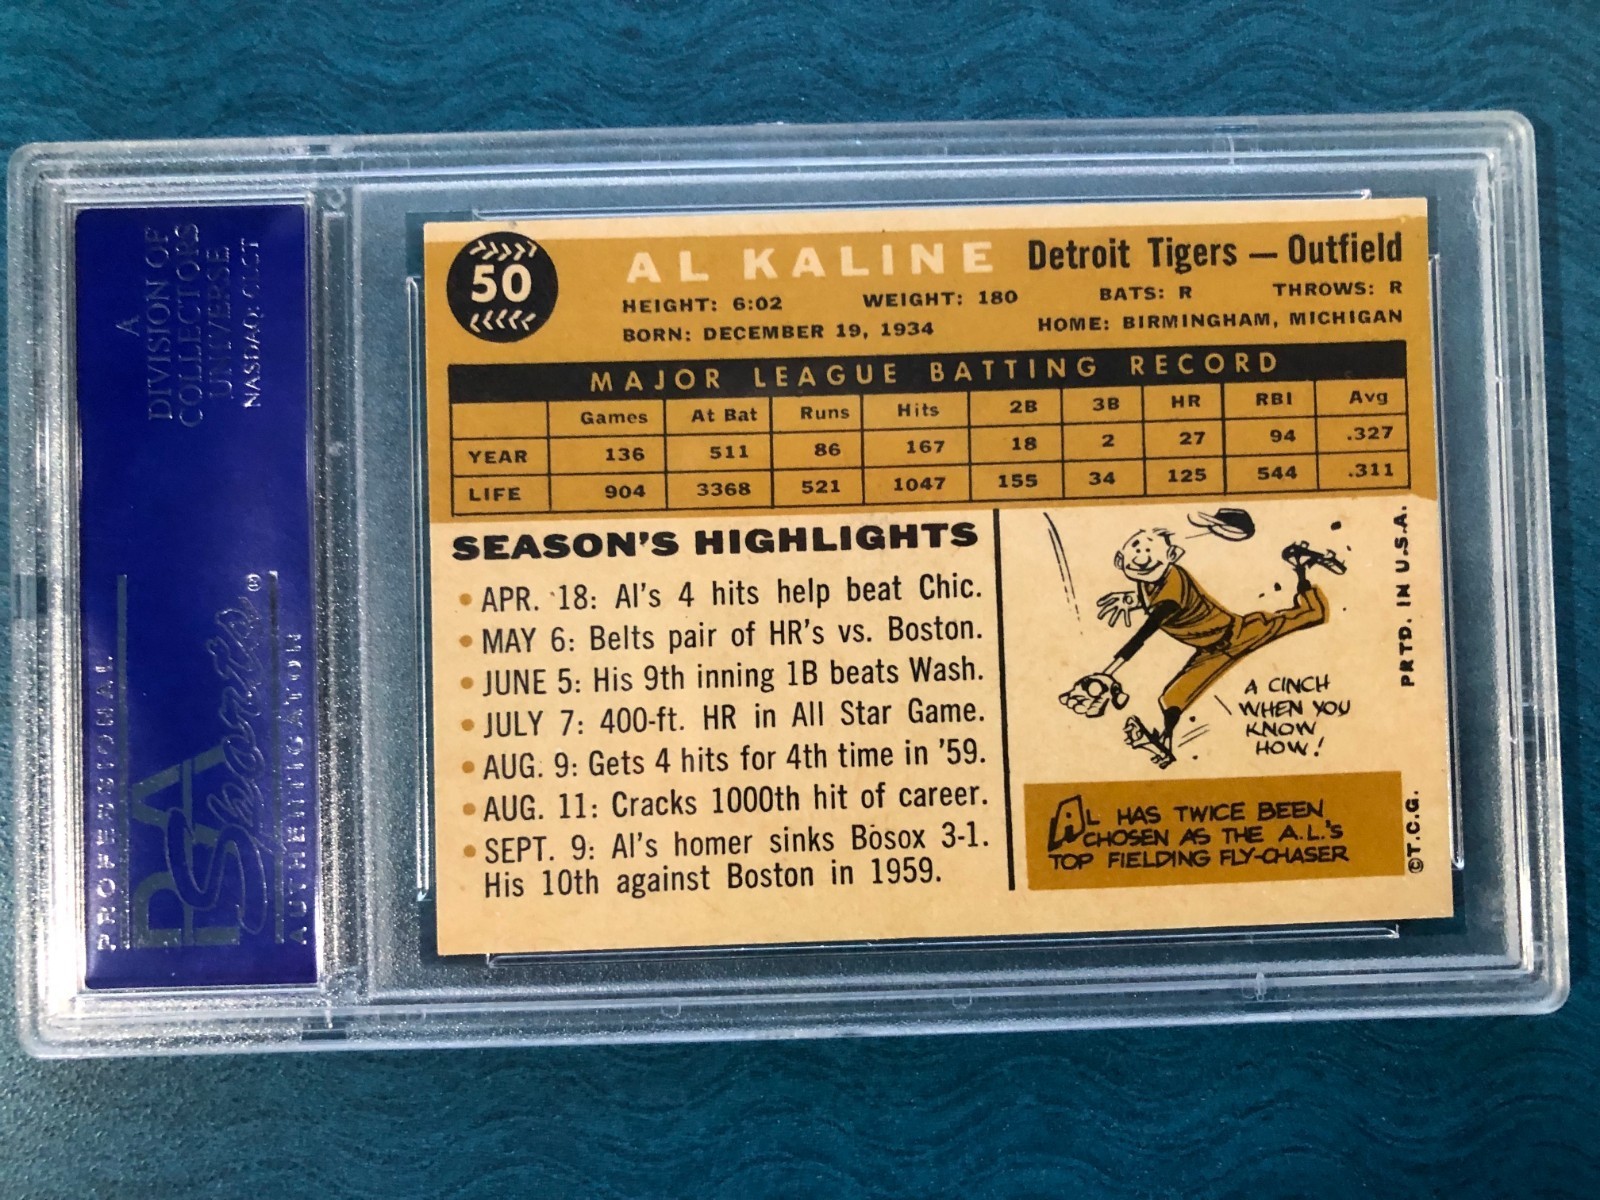 A
DIVISION OF
COLLECTORS
UNIVERSE
NASDAQ: CLCT
PROFESSIONAL
PSA
Sports®
AUTHENTICATOR
50
AL KALINE Detroit Tigers — Outfield
HEIGHT: 6:02 WEIGHT: 180 BATS: R THROWS: R
BORN: DECEMBER 19, 1934 HOME: BIRMINGHAM, MICHIGAN
MAJOR LEAGUE BATTING RECORD
Games At Bat Runs Hits 2B 3B HR RBI Avg
YEAR 136 511 86 167 18 2 27 94 .327
LIFE 904 3368 521 1047 155 34 125 544 .311
SEASON'S HIGHLIGHTS
• APR. 18: Al's 4 hits help beat Chic.
• MAY 6: Belts pair of HR's vs. Boston.
• JUNE 5: His 9th inning 1B beats Wash.
• JULY 7: 400-ft. HR in All Star Game.
• AUG. 9: Gets 4 hits for 4th time in '59.
• AUG. 11: Cracks 1000th hit of career.
• SEPT. 9: Al's homer sinks Bosox 3-1.
His 10th against Boston in 1959.
A CINCH
WHEN YOU
KNOW
HOW!
AL HAS TWICE BEEN
CHOSEN AS THE A.L.'S
TOP FIELDING FLY-CHASER
©T.C.G. PRTD. IN U.S.A.